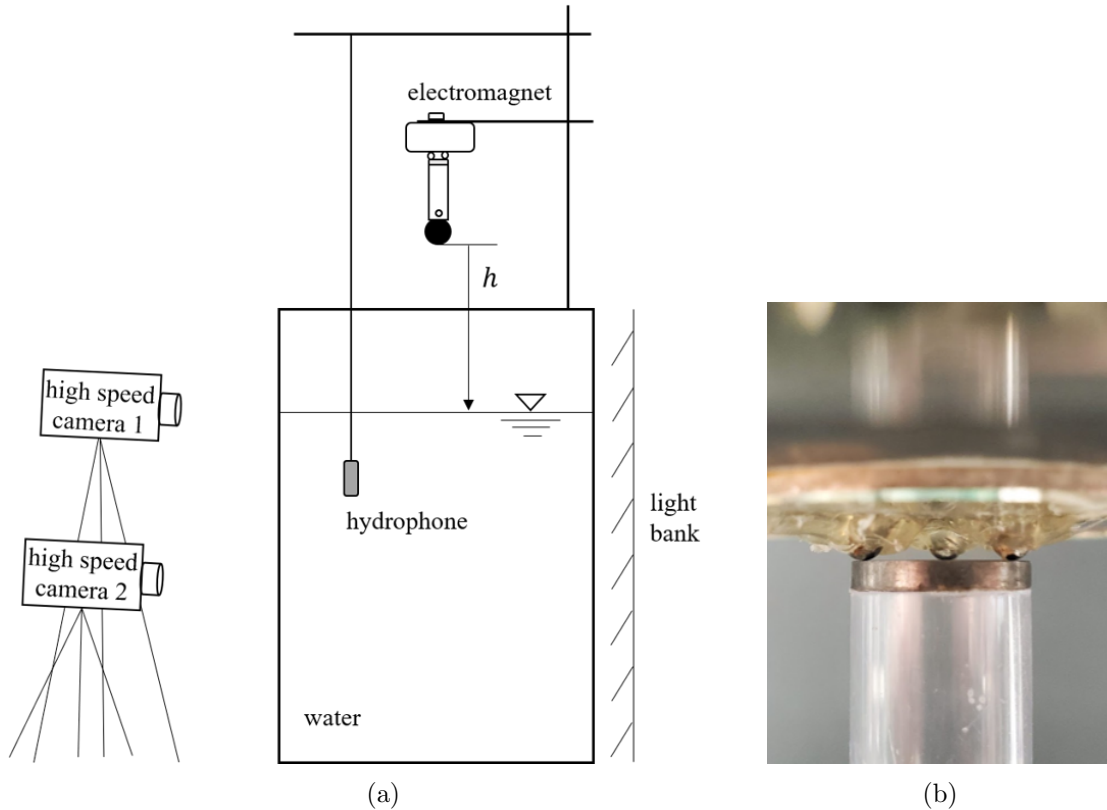 electromagnet
h
high speed
camera 1
high speed
camera 2
hydrophone
light
bank
water
(a)
(b)